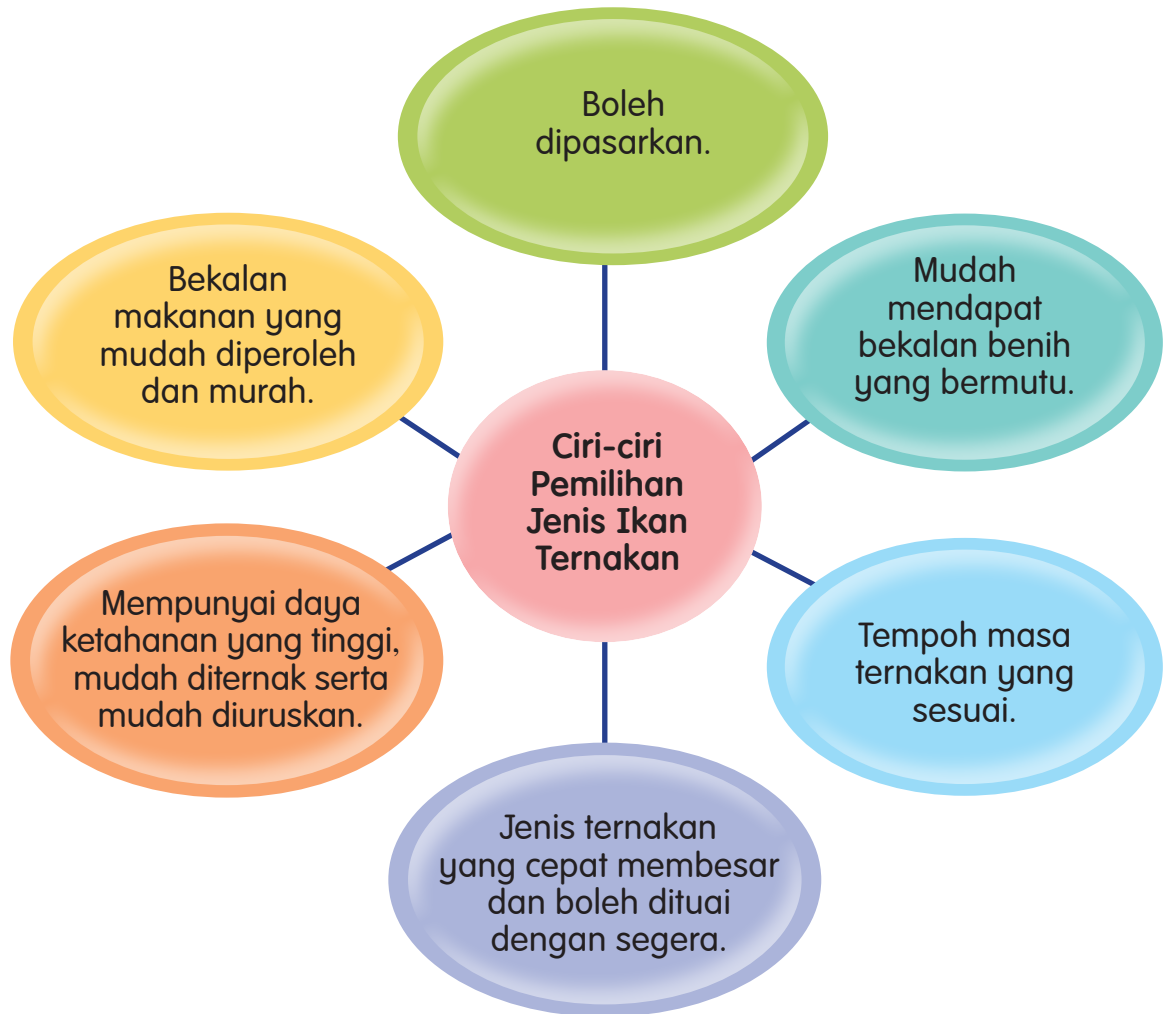 Boleh
dipasarkan.
Bekalan
makanan yang
mudah diperoleh
dan murah.
Mudah
mendapat
bekalan benih
yang bermutu.
Ciri-ciri
Pemilihan
Jenis Ikan
Ternakan
Mempunyai daya
ketahanan yang tinggi,
mudah diternak serta
mudah diuruskan.
Tempoh masa
ternakan yang
sesuai.
Jenis ternakan
yang cepat membesar
dan boleh dituai
dengan segera.